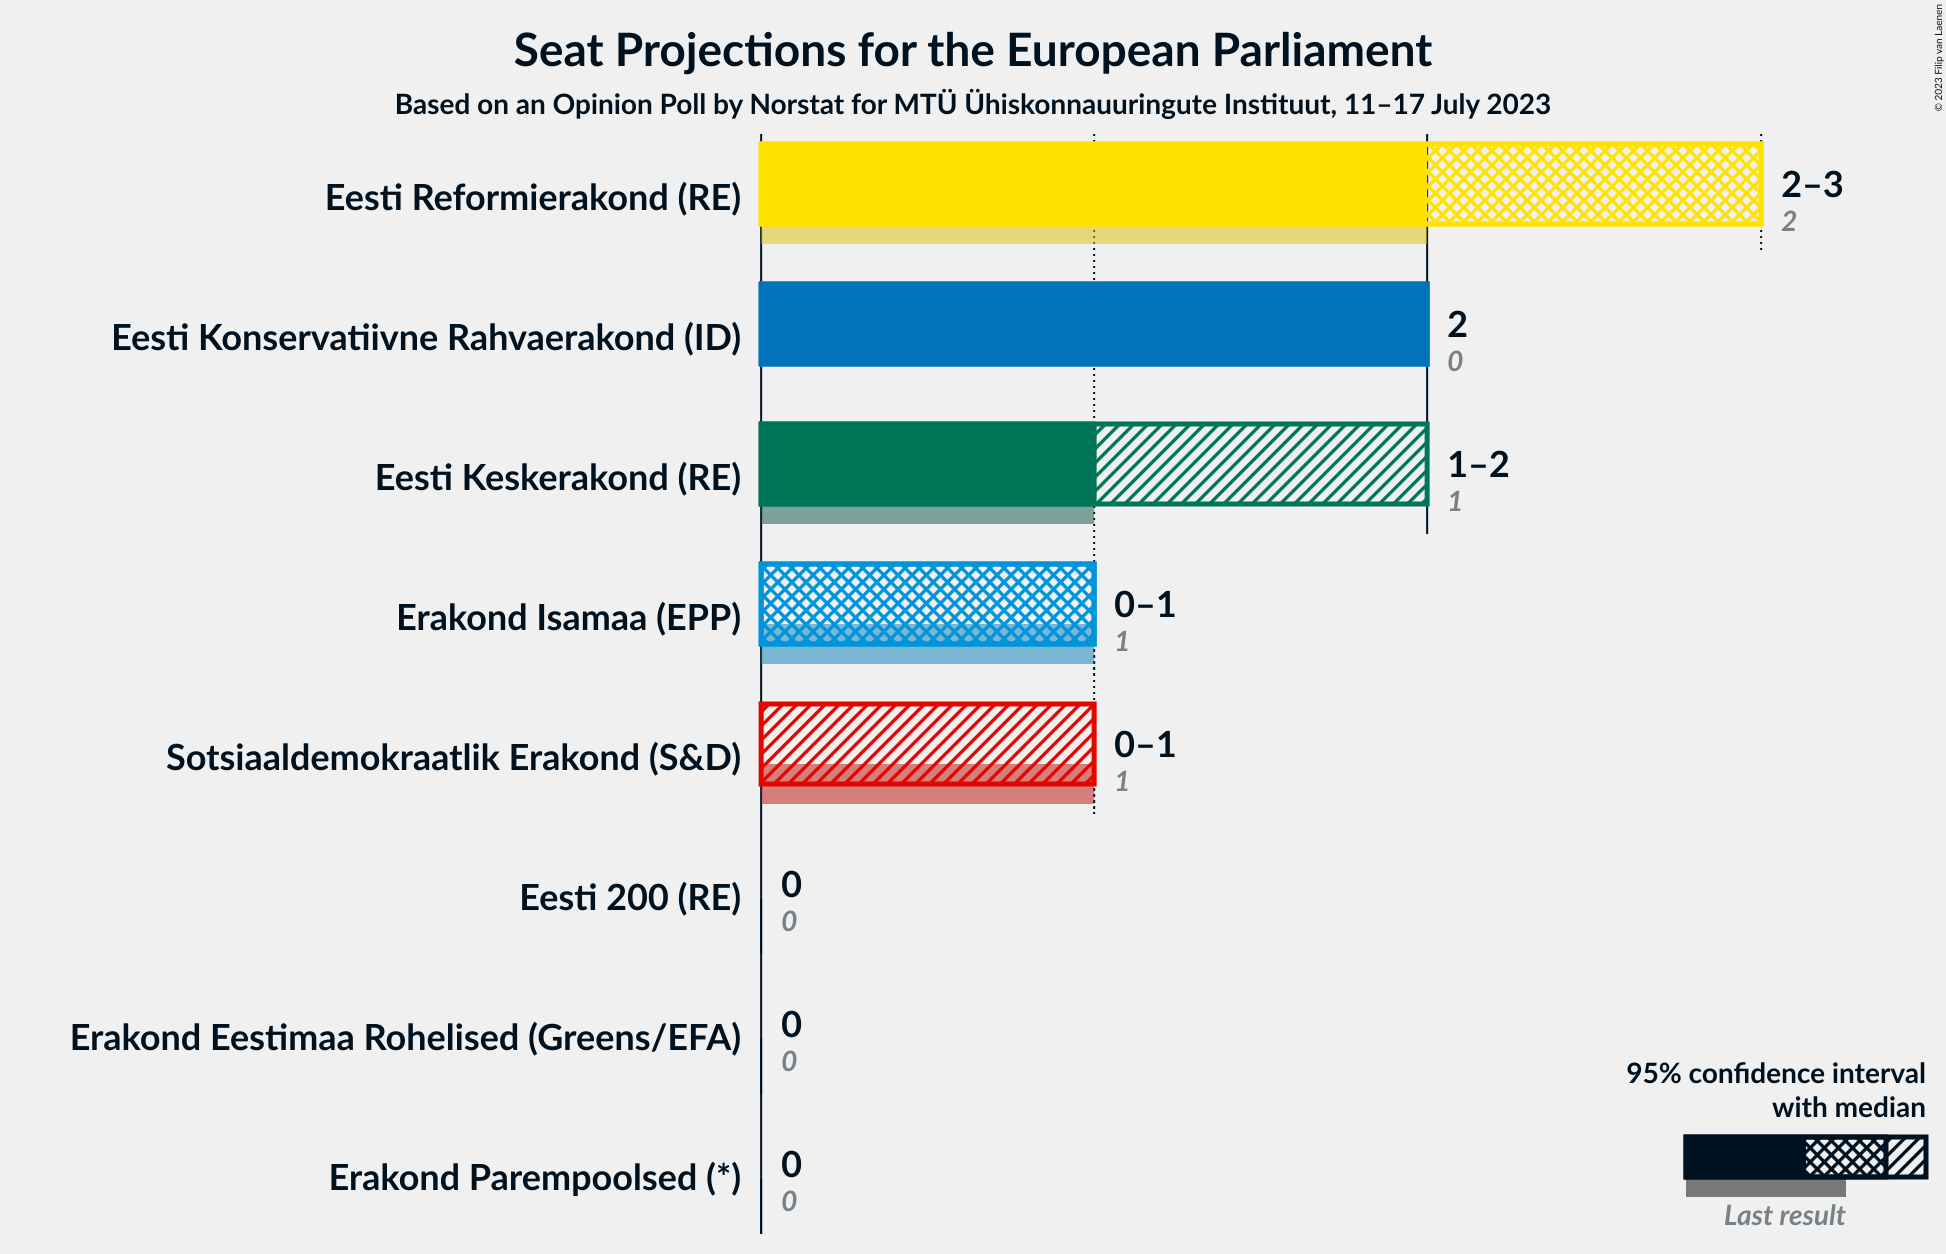 Seat Projections for the European Parliament
Based on an Opinion Poll by Norstat for MTÜ Ühiskonnauuringute Instituut, 11–17 July 2023
© 2023 Filip van Laenen
Eesti Reformierakond (RE)
2–3
2
Eesti Konservatiivne Rahvaerakond (ID)
2
0
Eesti Keskerakond (RE)
1–2
1
Erakond Isamaa (EPP)
0–1
1
Sotsiaaldemokraatlik Erakond (S&D)
0–1
1
Eesti 200 (RE)
0
0
Erakond Eestimaa Rohelised (Greens/EFA)
0
0
Erakond Parempoolsed (*)
0
0
95% confidence interval
with median
Last result